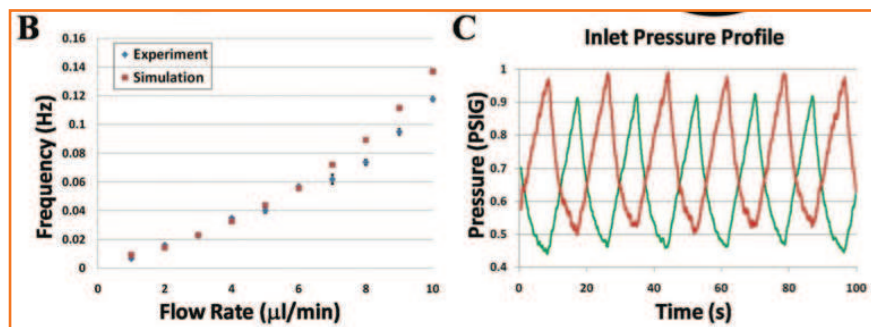 B
0.16
0.14
0.12
0.1
0.08
0.06
0.04
0.02
0
Frequency (Hz)
Experiment
Simulation
0 2 4 6 8 10
Flow Rate (μl/min)
C
Inlet Pressure Profile
1
0.9
0.8
0.7
0.6
0.5
0.4
Pressure (PSIG)
0 20 40 60 80 100
Time (s)